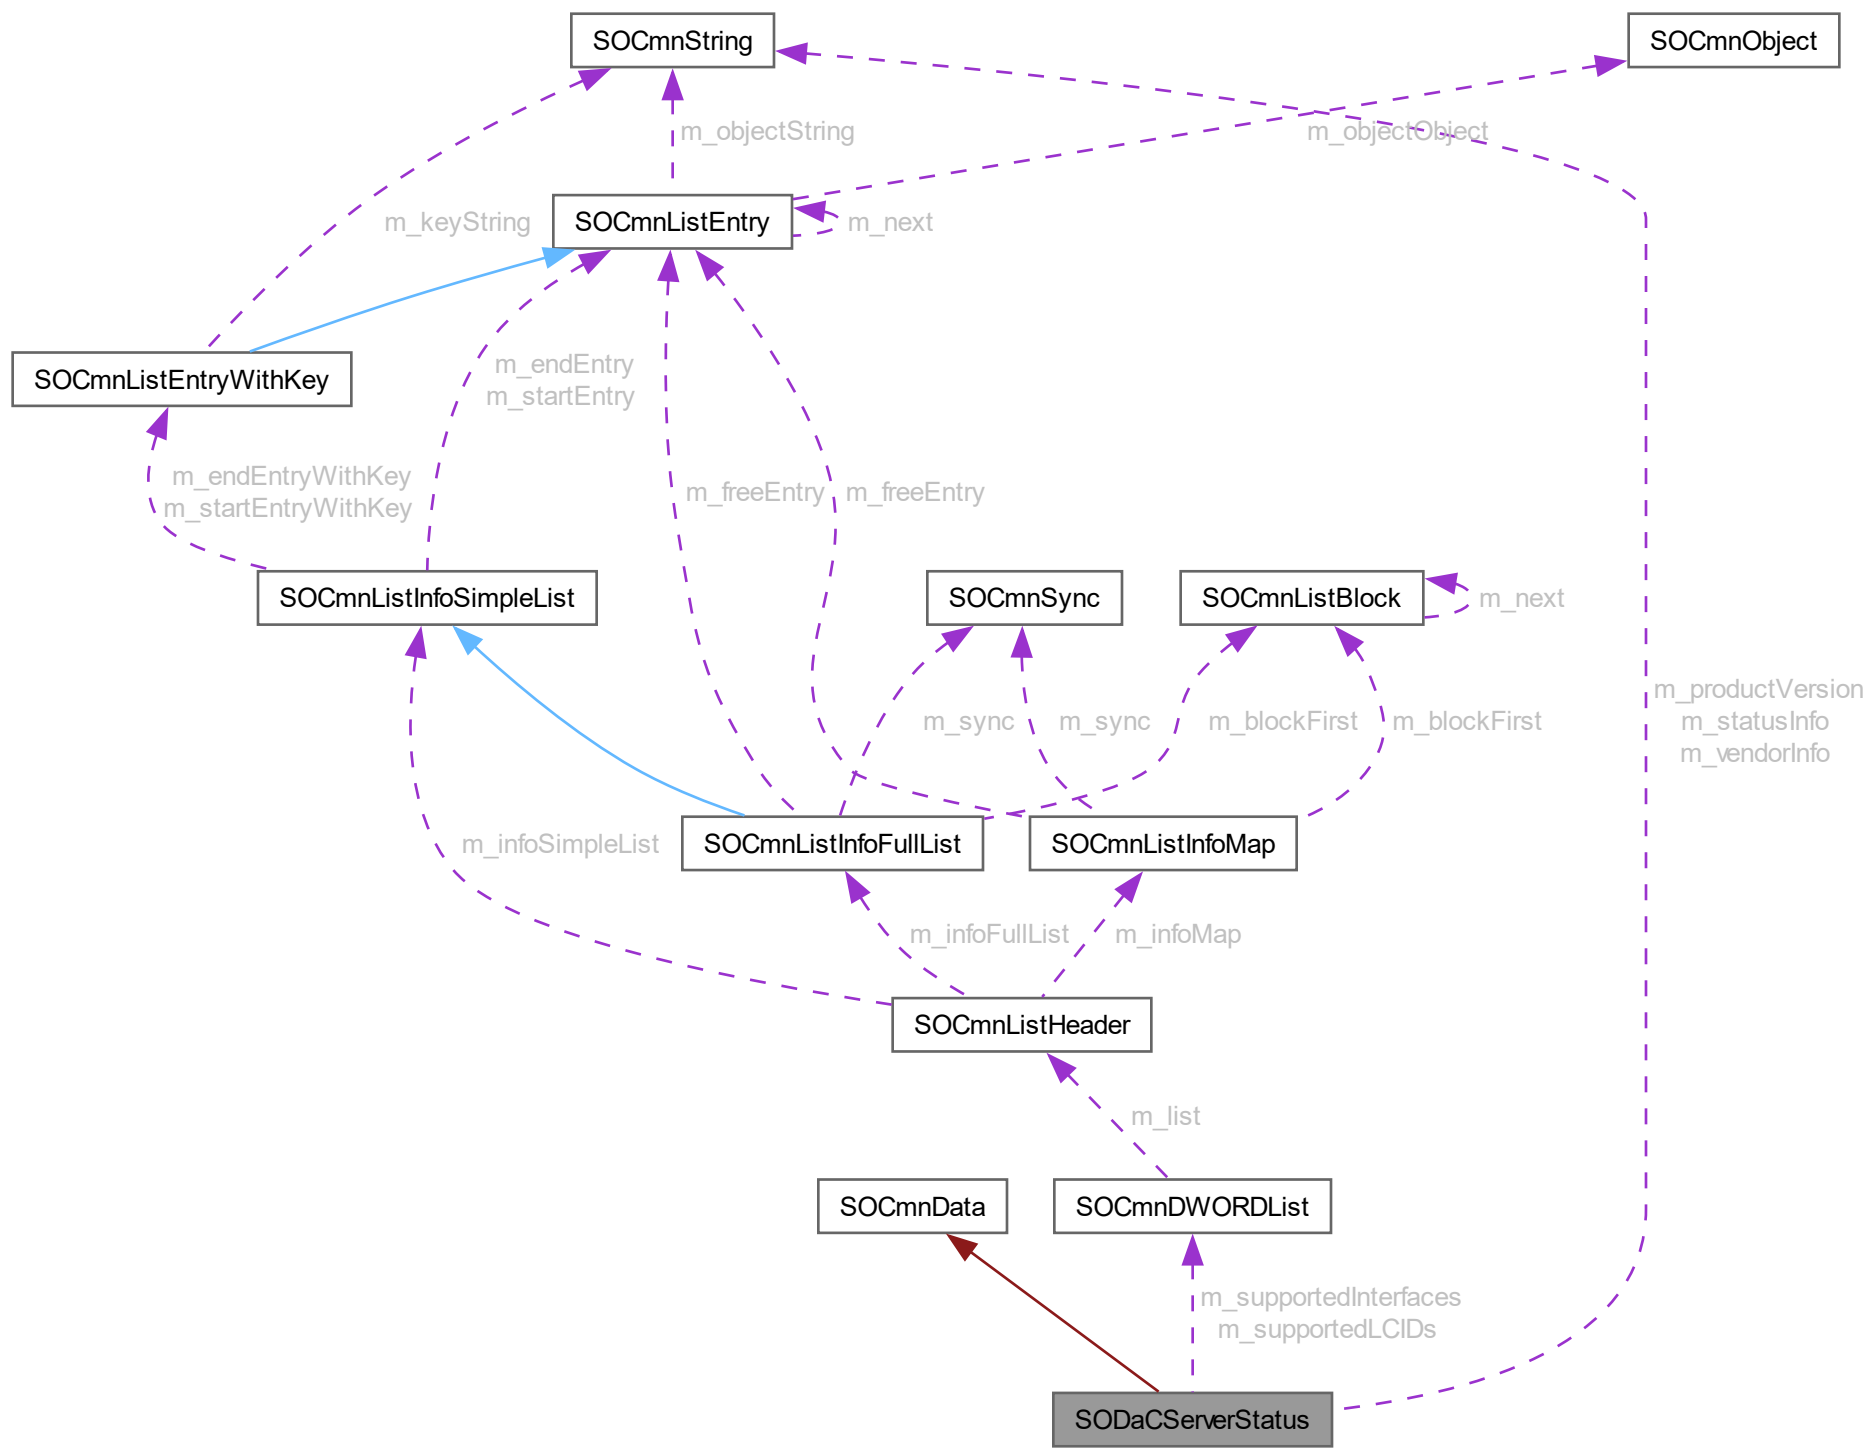 SOCmnString
SOCmnObject
m_objectString
m_objectObject
m_keyString
SOCmnListEntry
m_next
m_endEntry
m_startEntry
SOCmnListEntryWithKey
m_endEntryWithKey
m_startEntryWithKey
m_freeEntry
m_freeEntry
SOCmnListInfoSimpleList
SOCmnSync
SOCmnListBlock
m_next
m_productVersion
m_statusInfo
m_vendorInfo
m_sync
m_sync
m_blockFirst
m_blockFirst
m_infoSimpleList
SOCmnListInfoFullList
SOCmnListInfoMap
m_infoFullList
m_infoMap
SOCmnListHeader
m_list
SOCmnData
SOCmnDWORDList
m_supportedInterfaces
m_supportedLCIDs
SODaCServerStatus